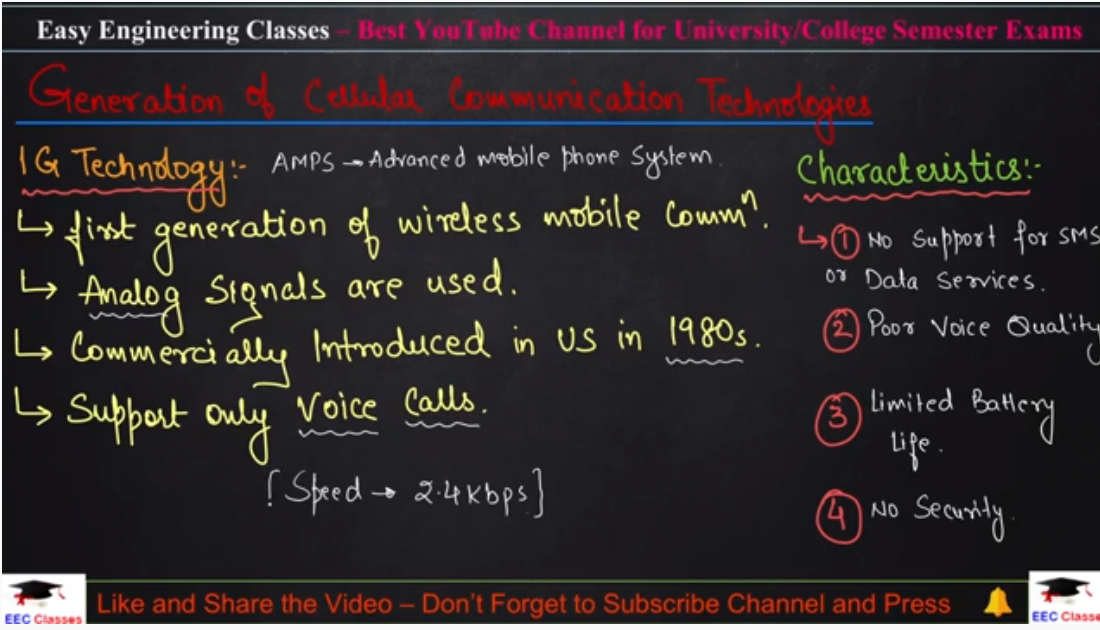 Easy Engineering Classes – Best YouTube Channel for University/College Semester Exams
Generation of Cellular Communication Technologies
1G Technology:- AMPS → Advanced mobile phone System.
↳ first generation of wireless mobile Commⁿ.
↳ Analog Signals are used.
↳ Commercially Introduced in US in 1980s.
↳ Support only Voice Calls.
[Speed → 2.4Kbps]
Characteristics:-
↳ ① No Support for SMS
or Data Services.
② Poor Voice Quality
③ Limited Battery
Life.
④ No Security.
EEC Classes
Like and Share the Video – Don't Forget to Subscribe Channel and Press
EEC Classe